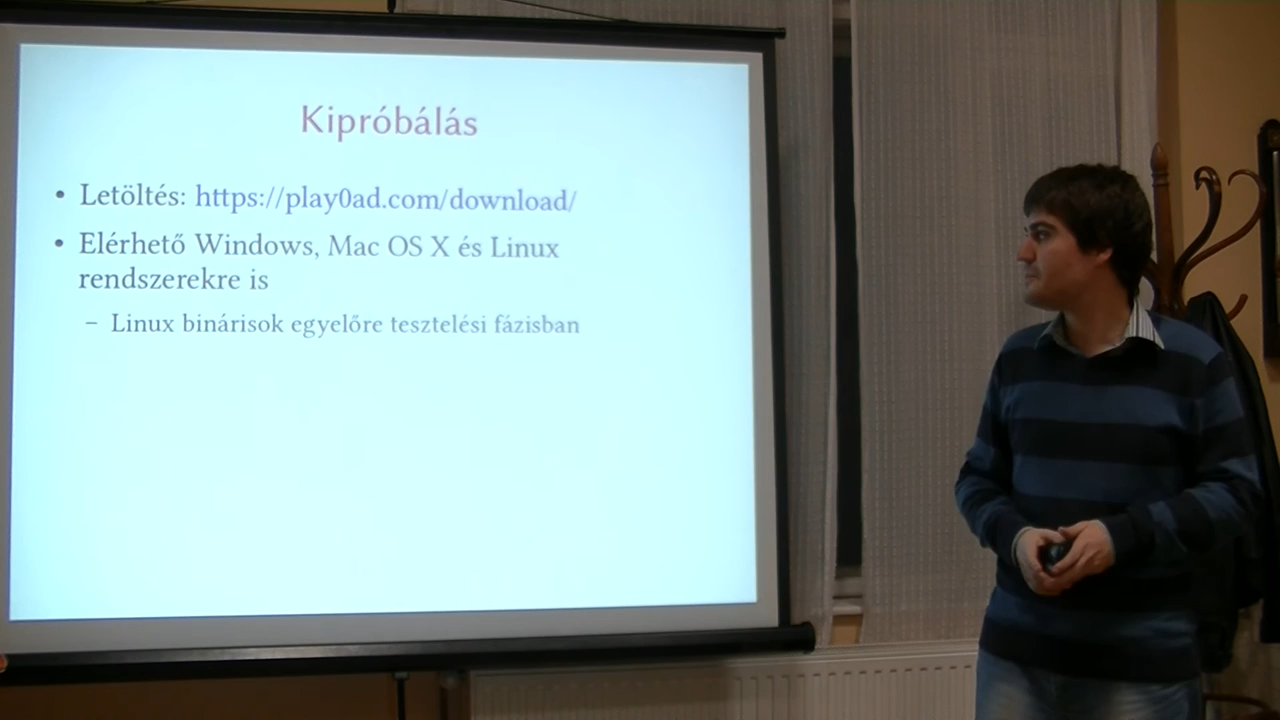 Kipróbálás
• Letöltés: https://play0ad.com/download/
• Elérhető Windows, Mac OS X és Linux
rendszerekre is
– Linux binárisok egyelőre tesztelési fázisban